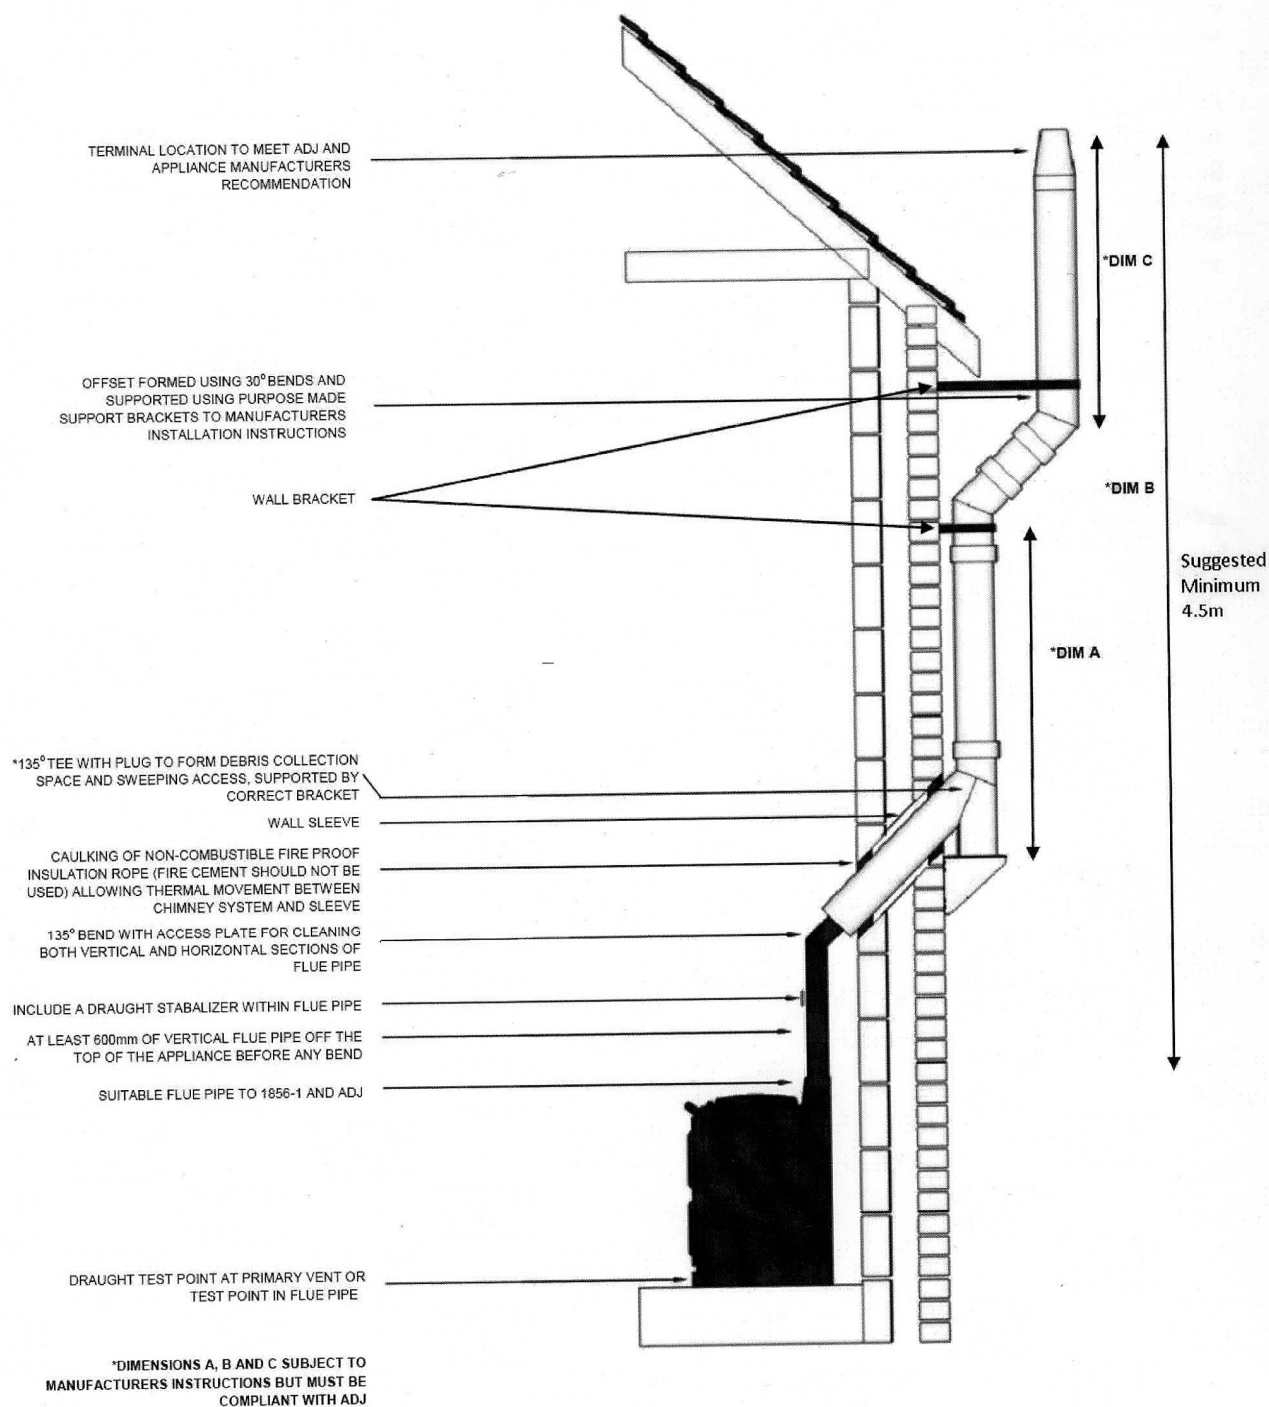 TERMINAL LOCATION TO MEET ADJ AND
APPLIANCE MANUFACTURERS
RECOMMENDATION
*DIM C
OFFSET FORMED USING 30° BENDS AND
SUPPORTED USING PURPOSE MADE
SUPPORT BRACKETS TO MANUFACTURERS
INSTALLATION INSTRUCTIONS
WALL BRACKET
*DIM B
Suggested
Minimum
4.5m
*DIM A
*135° TEE WITH PLUG TO FORM DEBRIS COLLECTION
SPACE AND SWEEPING ACCESS, SUPPORTED BY
CORRECT BRACKET
WALL SLEEVE
CAULKING OF NON-COMBUSTIBLE FIRE PROOF
INSULATION ROPE (FIRE CEMENT SHOULD NOT BE
USED) ALLOWING THERMAL MOVEMENT BETWEEN
CHIMNEY SYSTEM AND SLEEVE
135° BEND WITH ACCESS PLATE FOR CLEANING
BOTH VERTICAL AND HORIZONTAL SECTIONS OF
FLUE PIPE
INCLUDE A DRAUGHT STABALIZER WITHIN FLUE PIPE
AT LEAST 600mm OF VERTICAL FLUE PIPE OFF THE
TOP OF THE APPLIANCE BEFORE ANY BEND
SUITABLE FLUE PIPE TO 1856-1 AND ADJ
DRAUGHT TEST POINT AT PRIMARY VENT OR
TEST POINT IN FLUE PIPE
*DIMENSIONS A, B AND C SUBJECT TO
MANUFACTURERS INSTRUCTIONS BUT MUST BE
COMPLIANT WITH ADJ